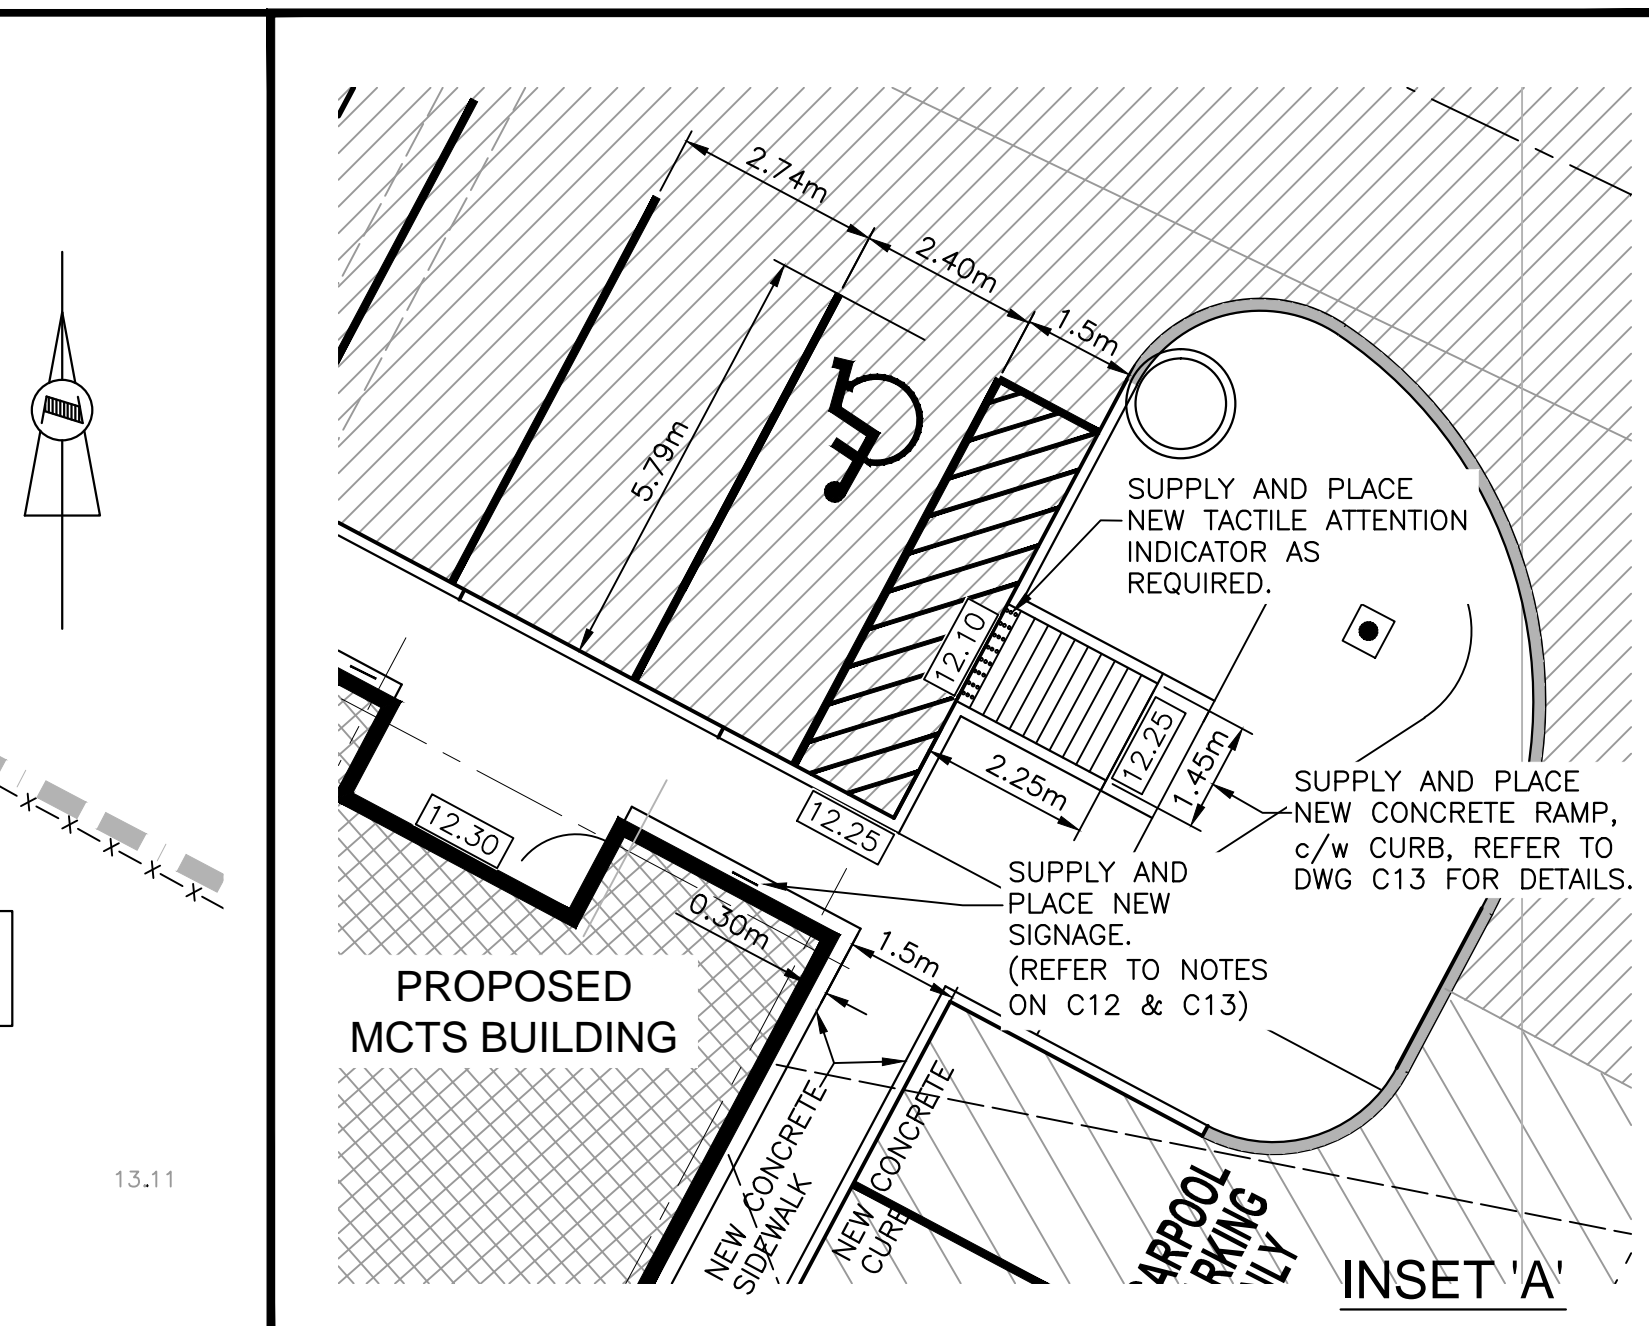 2.74m
2.40m
1.5m
5.79m
SUPPLY AND PLACE
NEW TACTILE ATTENTION
INDICATOR AS
REQUIRED.
12.10
12.25
1.45m
2.25m
SUPPLY AND PLACE
NEW CONCRETE RAMP,
c/w CURB, REFER TO
DWG C13 FOR DETAILS.
12.30
12.25
SUPPLY AND
PLACE NEW
SIGNAGE.
(REFER TO NOTES
ON C12 & C13)
0.30m
1.5m
PROPOSED
MCTS BUILDING
NEW CONCRETE
SIDEWALK
NEW CONCRETE
CURB
ARPOOL
RKING
NLY
INSET 'A'
13.11
X X X X X